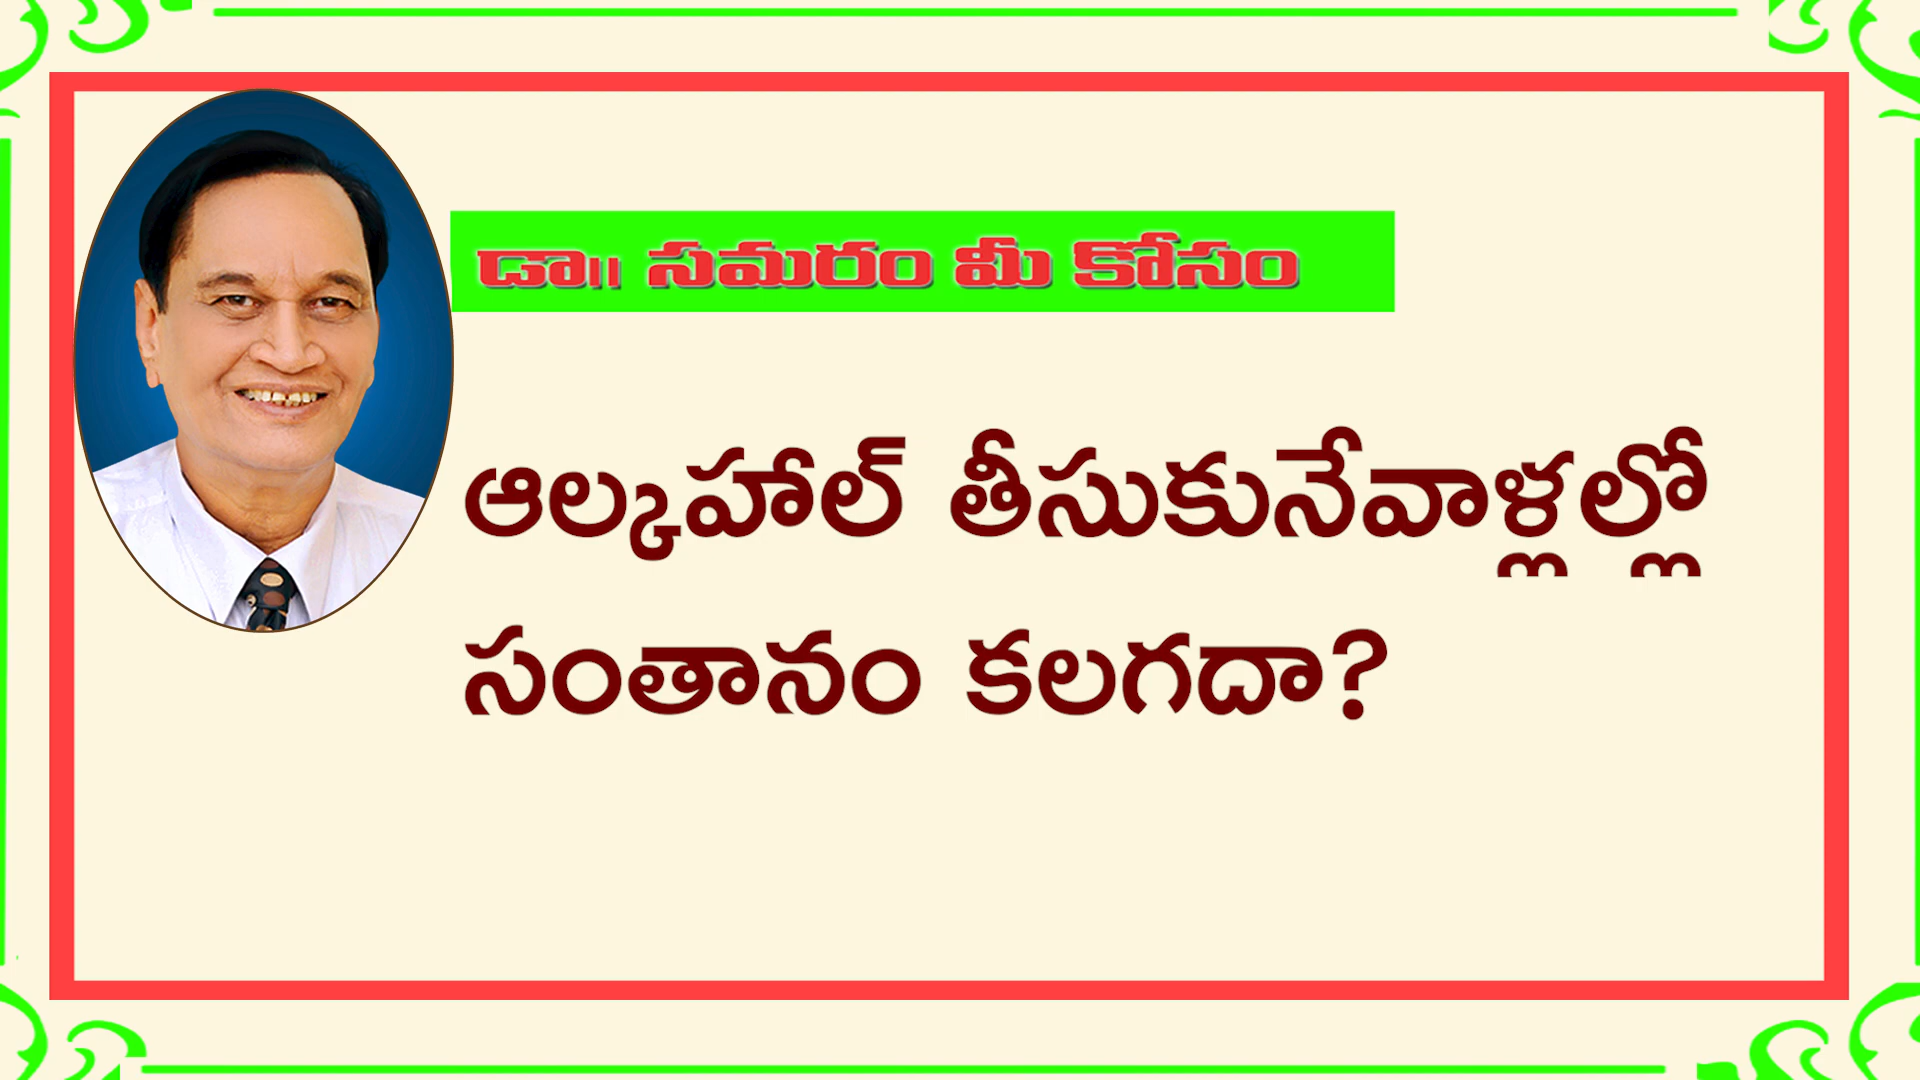 డా॥ సమరం మీ కోసం
ఆల్కహాల్ తీసుకునేవాళ్లల్లో
సంతానం కలగదా?